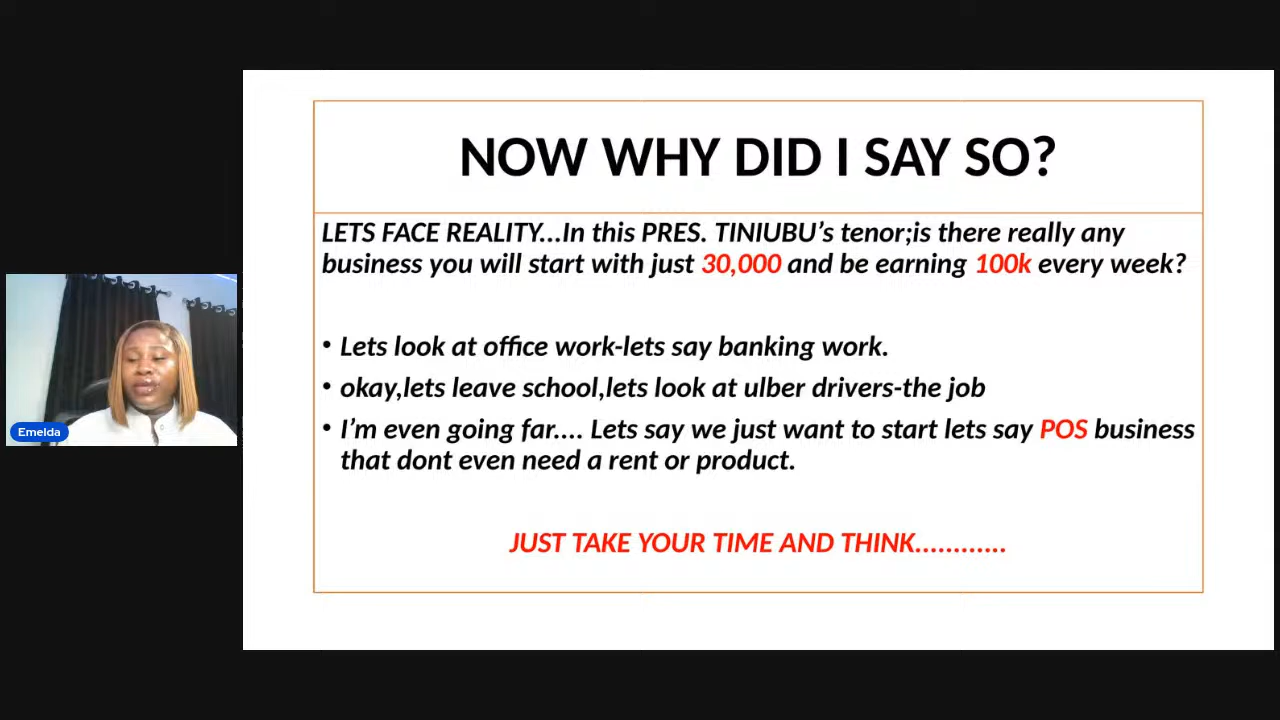 NOW WHY DID I SAY SO?
LETS FACE REALITY...In this PRES. TINIUBU’s tenor;is there really any
business you will start with just 30,000 and be earning 100k every week?
• Lets look at office work-lets say banking work.
• okay,lets leave school,lets look at ulber drivers-the job
• I’m even going far.... Lets say we just want to start lets say POS business
that dont even need a rent or product.
JUST TAKE YOUR TIME AND THINK............
Emelda